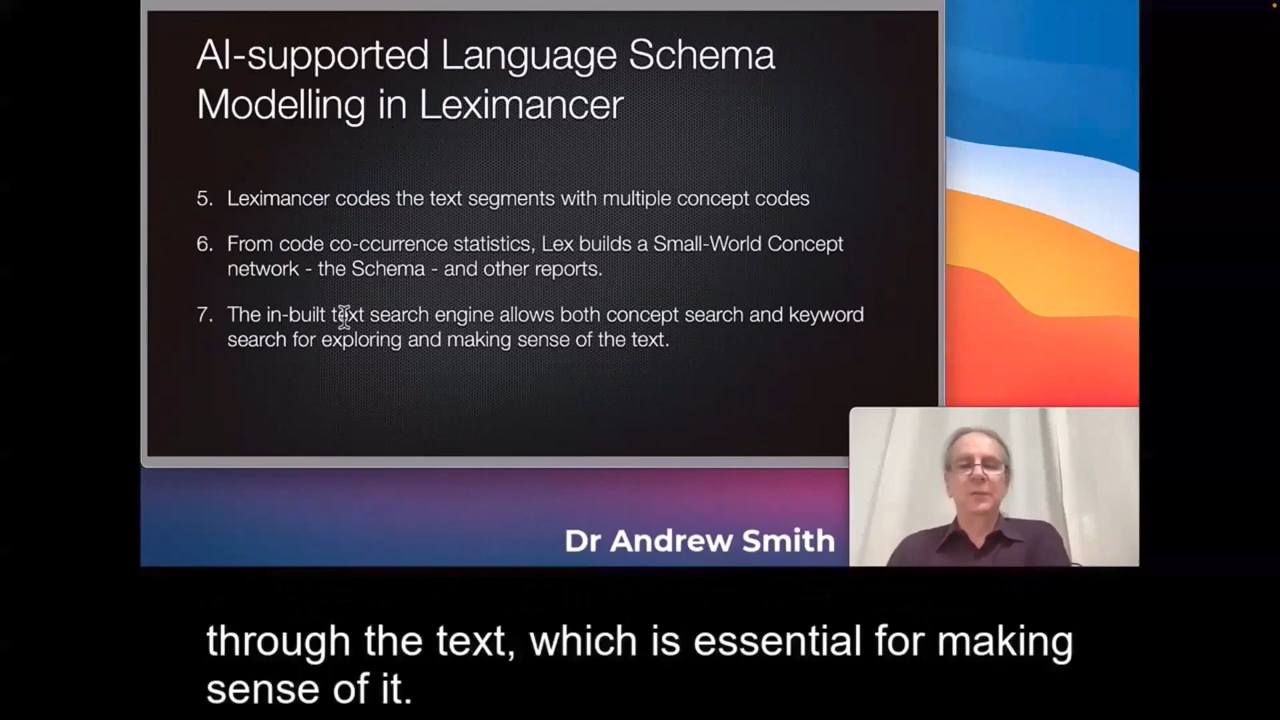 AI-supported Language Schema
Modelling in Leximancer
5. Leximancer codes the text segments with multiple concept codes
6. From code co-ccurrence statistics, Lex builds a Small-World Concept
network - the Schema - and other reports.
7. The in-built text search engine allows both concept search and keyword
search for exploring and making sense of the text.
Dr Andrew Smith
through the text, which is essential for making
sense of it.